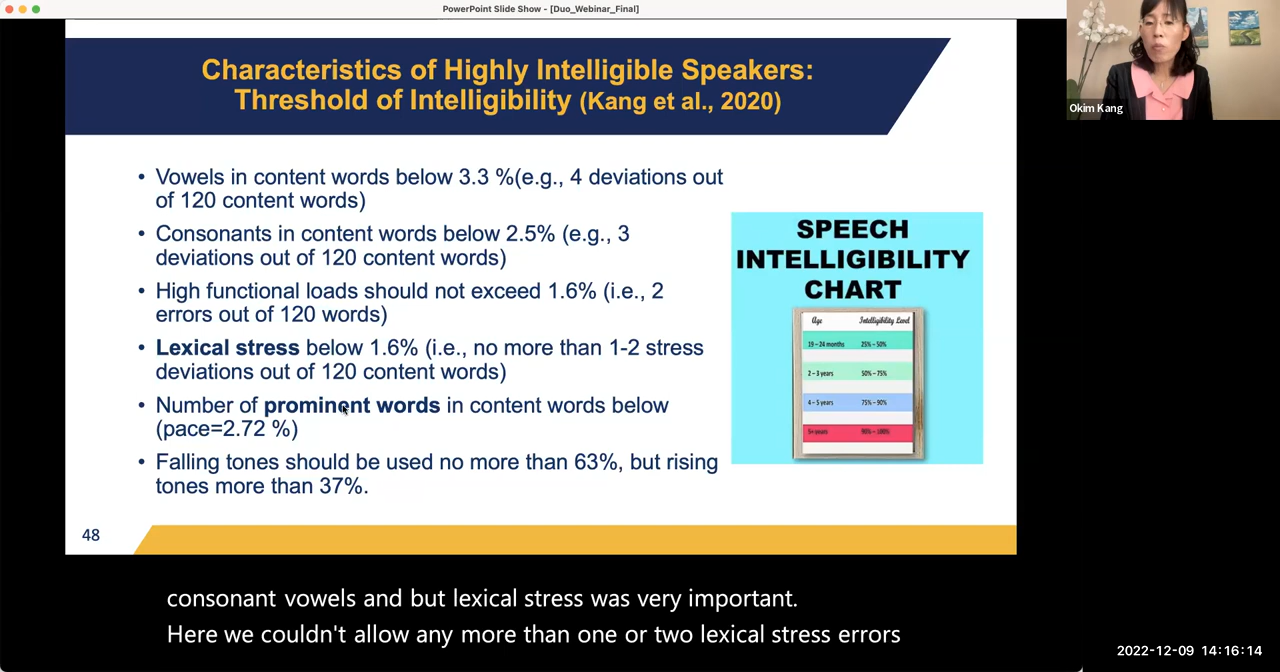 PowerPoint Slide Show - [Duo_Webinar_Final]
Characteristics of Highly Intelligible Speakers:
Threshold of Intelligibility (Kang et al., 2020)
Okim Kang
• Vowels in content words below 3.3 %(e.g., 4 deviations out
of 120 content words)
• Consonants in content words below 2.5% (e.g., 3
deviations out of 120 content words)
• High functional loads should not exceed 1.6% (i.e., 2
errors out of 120 words)
• Lexical stress below 1.6% (i.e., no more than 1-2 stress
deviations out of 120 content words)
• Number of prominent words in content words below
(pace=2.72 %)
• Falling tones should be used no more than 63%, but rising
tones more than 37%.
SPEECH
INTELLIGIBILITY
CHART
Age Intelligibility Level
19 – 24 months 25% – 50%
2 – 3 years 50% – 75%
4 – 5 years 75% – 90%
5+ years 90% – 100%
48
consonant vowels and but lexical stress was very important.
Here we couldn't allow any more than one or two lexical stress errors
2022-12-09 14:16:14